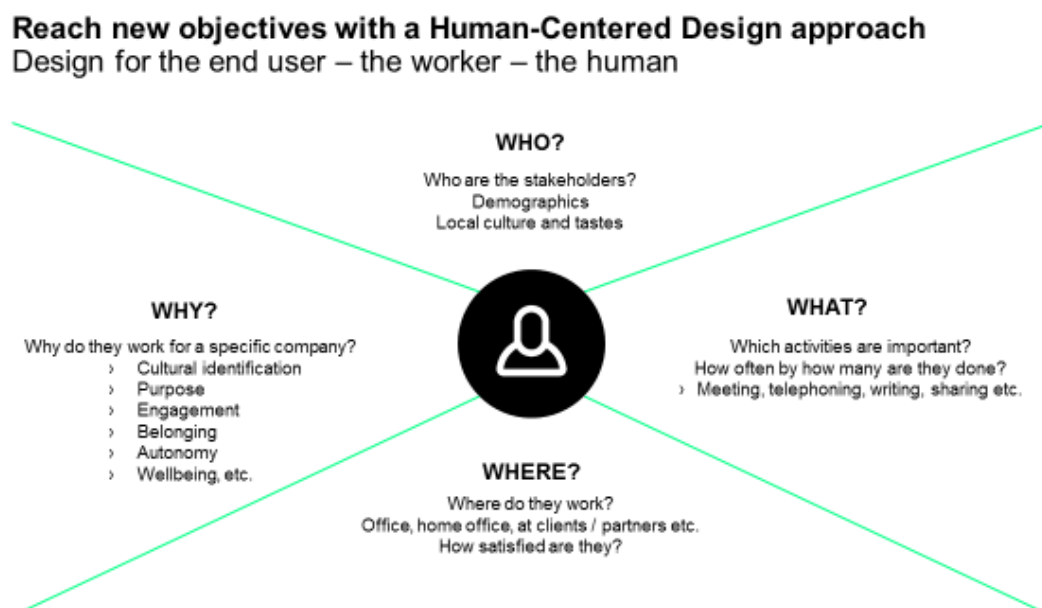 Reach new objectives with a Human-Centered Design approach
Design for the end user – the worker – the human
WHO?
Who are the stakeholders?
Demographics
Local culture and tastes
WHY?
Why do they work for a specific company?
› Cultural identification
› Purpose
› Engagement
› Belonging
› Autonomy
› Wellbeing, etc.
WHAT?
Which activities are important?
How often by how many are they done?
› Meeting, telephoning, writing, sharing etc.
WHERE?
Where do they work?
Office, home office, at clients / partners etc.
How satisfied are they?